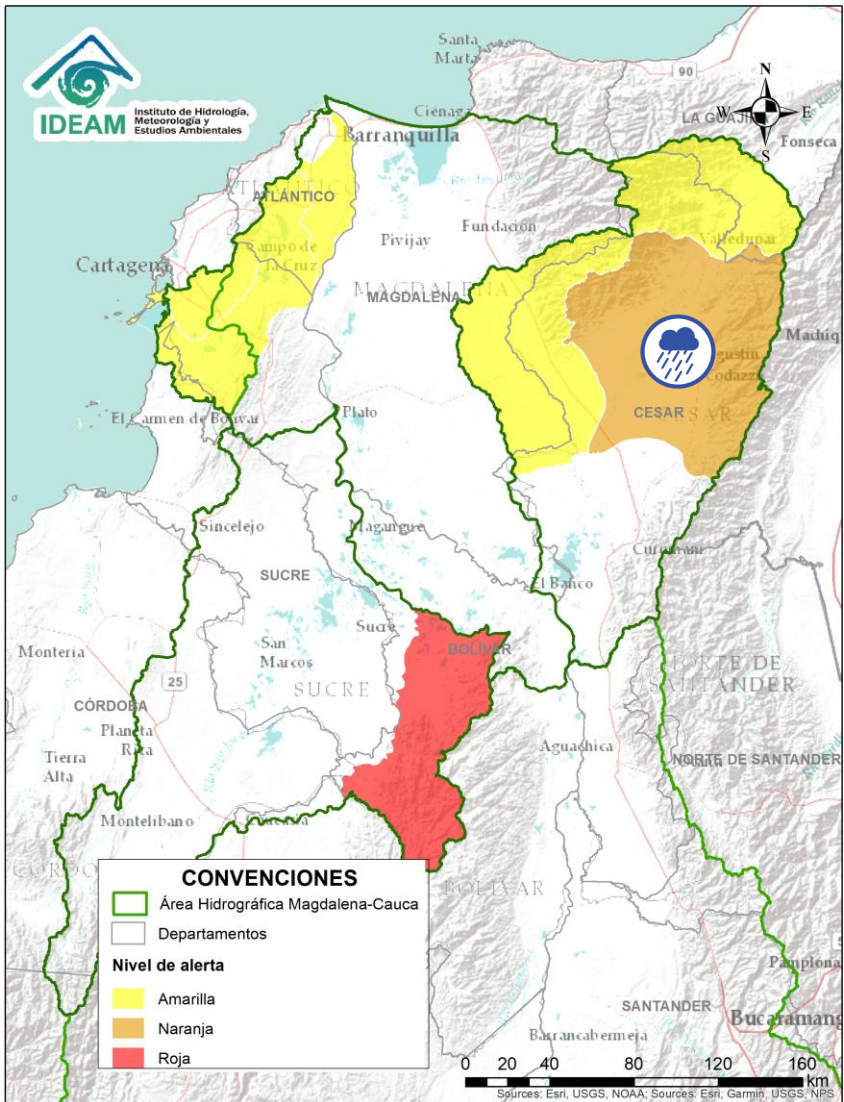 IDEAM
Instituto de Hidrología,
Meteorología y
Estudios Ambientales
Santa
Marta
90
N
W
E
S
LA GUAJIRA
Ciénaga
Barranquilla
Fonseca
ATLÁNTICO
Campo de
la Cruz
Pivijay
Fundación
Valledupar
Cartagena
MAGDALENA
MAGDALENA
Codazzi
CESAR
El Carmen de Bolívar
Plato
Sincelejo
Magangué
Curumaní
SUCRE
El Banco
Sucre
BOLÍVAR
Montería
San
Marcos
SUCRE
25
NORTE DE
SANTANDER
CÓRDOBA
Planeta
Rica
Aguachica
Tierra
Alta
NORTE DE SANTANDER
Montelibano
BOLÍVAR
CONVENCIONES
Área Hidrográfica Magdalena-Cauca
Departamentos
Nivel de alerta
Amarilla
Naranja
Roja
Pamplona
SANTANDER
Bucaramang
Barrancabermeja
0 20 40 80 120 160
km
Sources: Esri, USGS, NOAA; Sources: Esri, Garmin, USGS, NPS